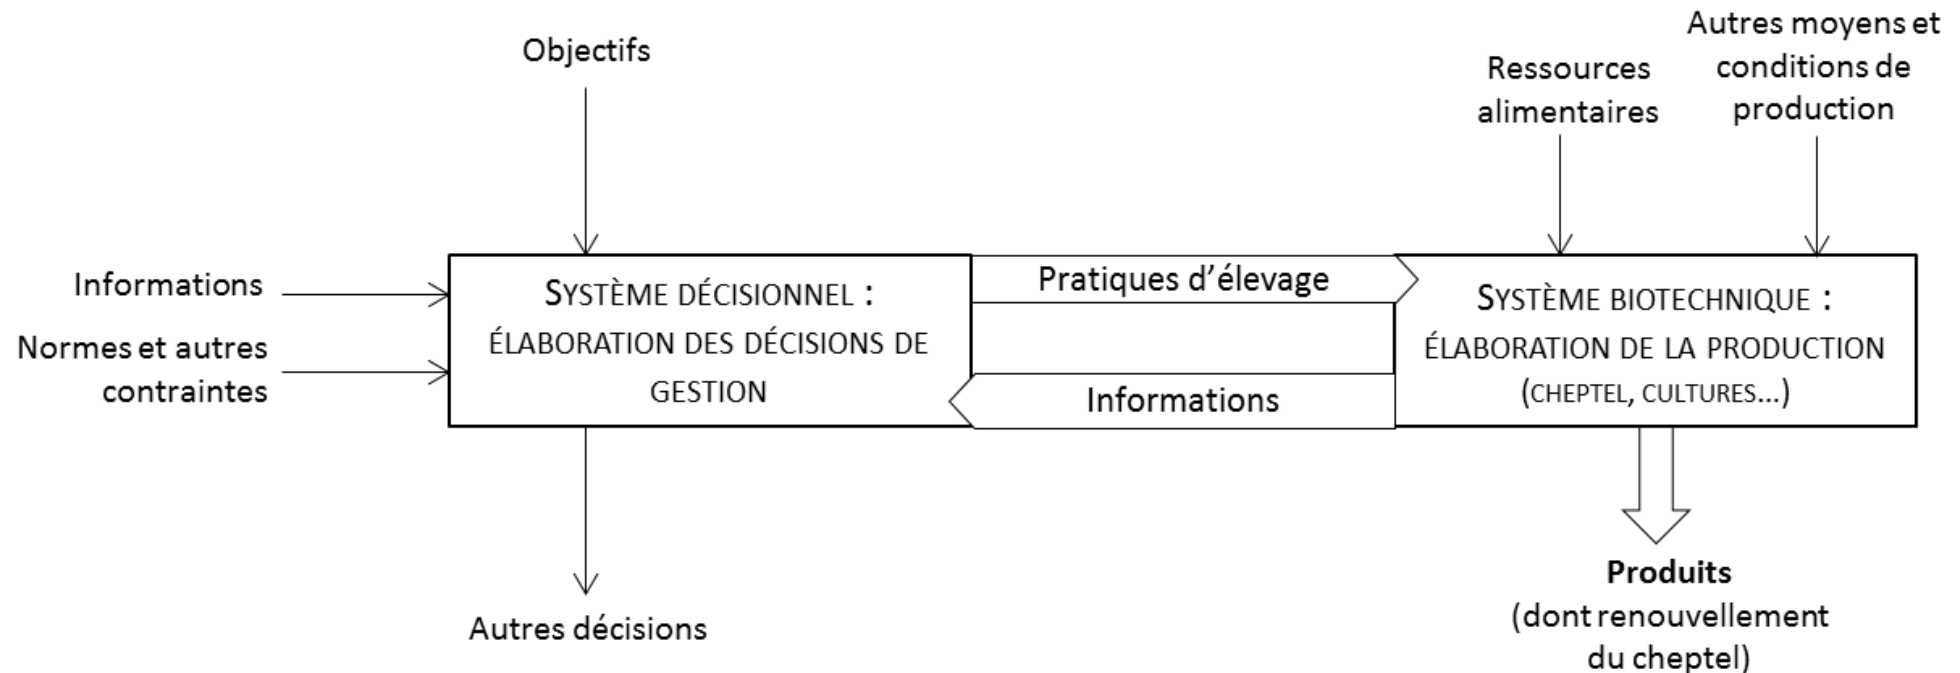 Objectifs
Ressources
alimentaires
Autres moyens et
conditions de
production
Informations
Normes et autres
contraintes
SYSTÈME DÉCISIONNEL :
ÉLABORATION DES DÉCISIONS DE
GESTION
Pratiques d’élevage
Informations
SYSTÈME BIOTECHNIQUE :
ÉLABORATION DE LA PRODUCTION
(CHEPTEL, CULTURES...)
Autres décisions
Produits
(dont renouvellement
du cheptel)